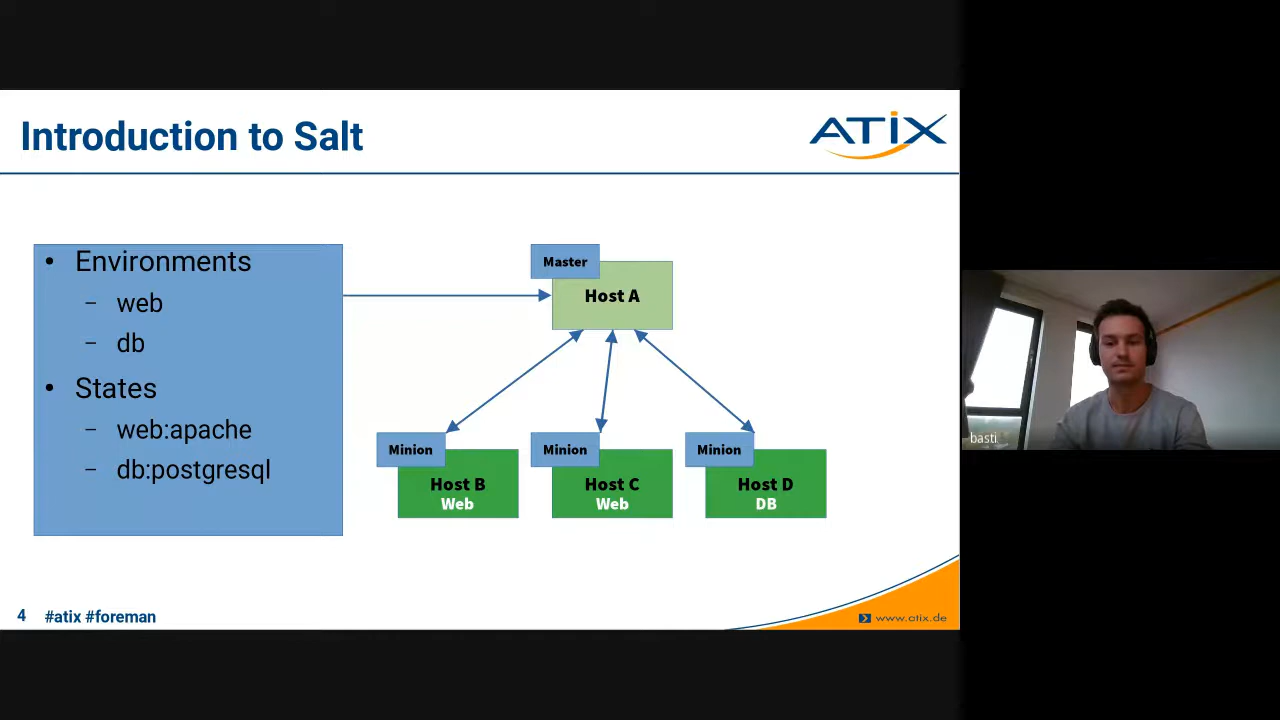 Introduction to Salt
ATIX
• Environments
– web
– db
• States
– web:apache
– db:postgresql
Master
Host A
Minion
Host B
Web
Minion
Host C
Web
Minion
Host D
DB
4 #atix #foreman
www.atix.de
basti